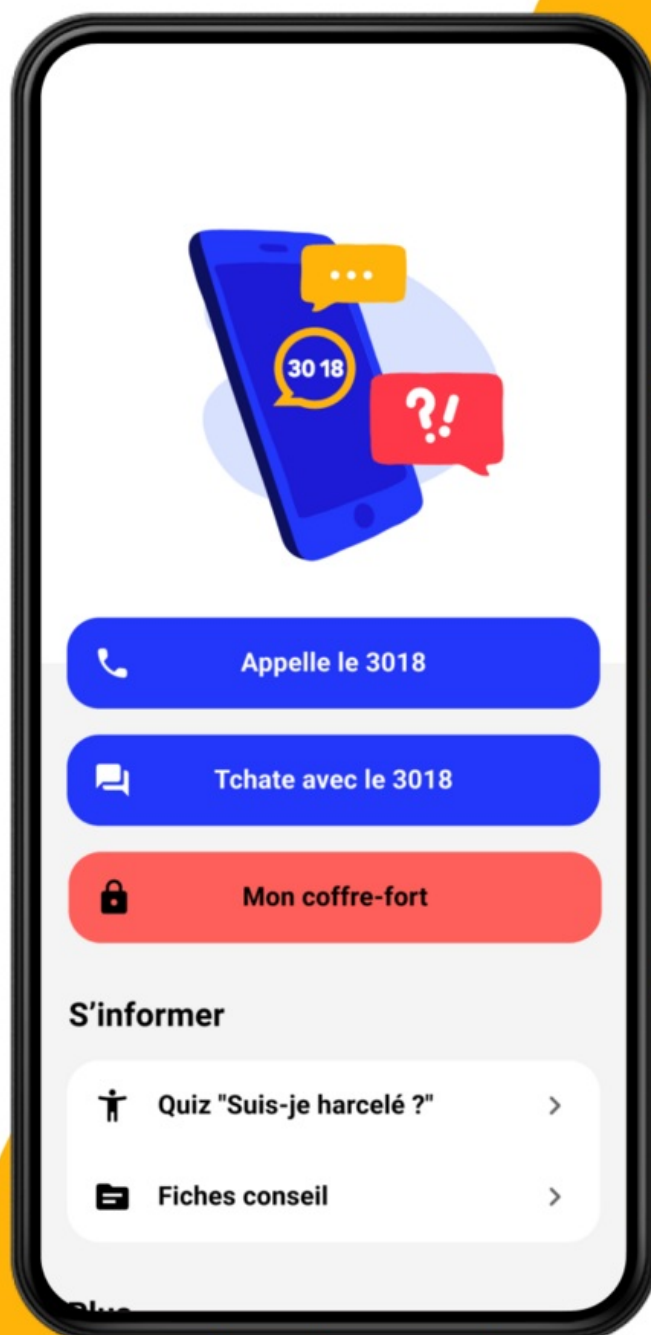 30 18
?!
Appelle le 3018
Tchate avec le 3018
Mon coffre-fort
S’informer
Quiz "Suis-je harcelé ?"
Fiches conseil
Plus